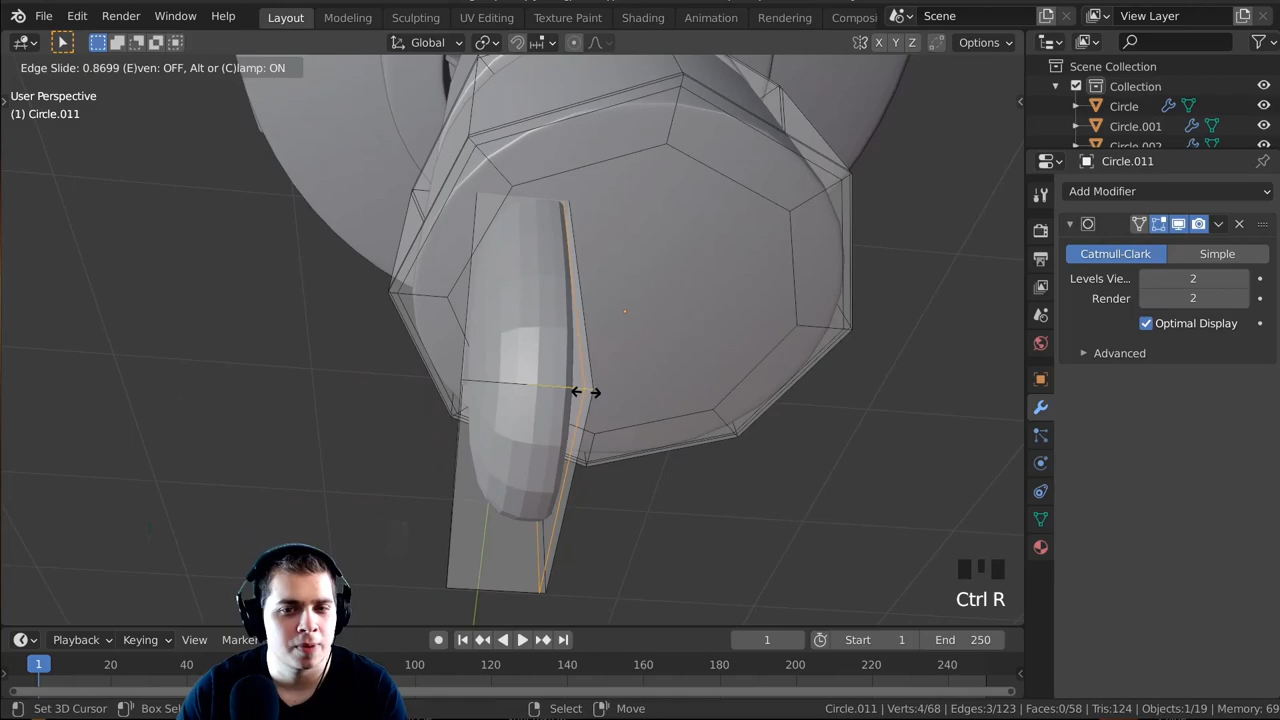 File Edit Render Window Help Layout Modeling Sculpting UV Editing Texture Paint Shading Animation Rendering Composi Scene View Layer
Global X Y Z Options
Edge Slide: 0.8699 (E)ven: OFF, Alt or (C)lamp: ON
User Perspective
(1) Circle.011
Scene Collection
Collection
Circle
Circle.001
Circle.011
Add Modifier
Catmull-Clark Simple
Levels Vie... 2
Render 2
Optimal Display
Advanced
Ctrl R
Playback Keying View Marker 1 Start 1 End 250
1 20 40 100 120 140 160 180 200 220 240
Set 3D Cursor Box Sel Select Move Circle.011 | Verts:4/68 | Edges:3/123 | Faces:0/58 | Tris:124 | Objects:1/19 | Memory: 69